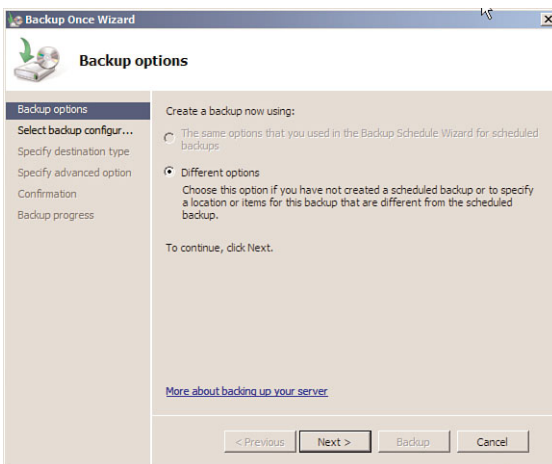 Backup Once Wizard
Backup options
Backup options
Select backup configur...
Specify destination type
Specify advanced option
Confirmation
Backup progress
Create a backup now using:
The same options that you used in the Backup Schedule Wizard for scheduled
backups
Different options
Choose this option if you have not created a scheduled backup or to specify
a location or items for this backup that are different from the scheduled
backup.
To continue, click Next.
More about backing up your server
< Previous
Next >
Backup
Cancel